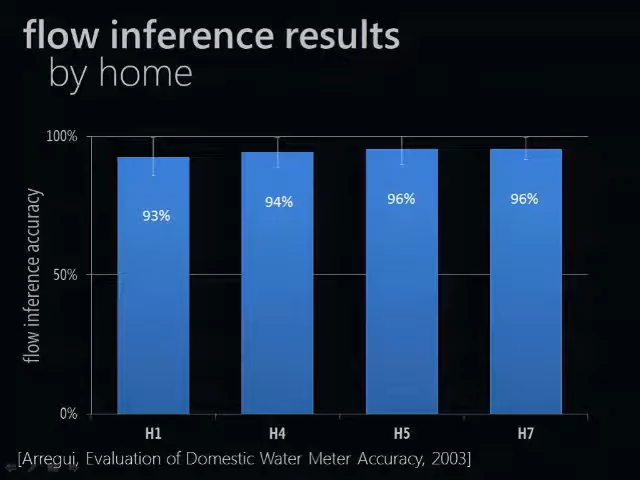 flow inference results
by home
flow inference accuracy
100%
50%
0%
93%
94%
96%
96%
H1
H4
H5
H7
[Arregui, Evaluation of Domestic Water Meter Accuracy, 2003]